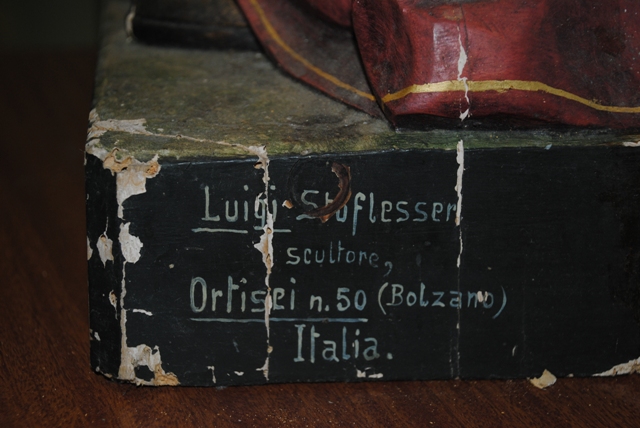 Luigi Stuflesser
scultore,
Ortisei n.50 (Bolzano)
Italia.